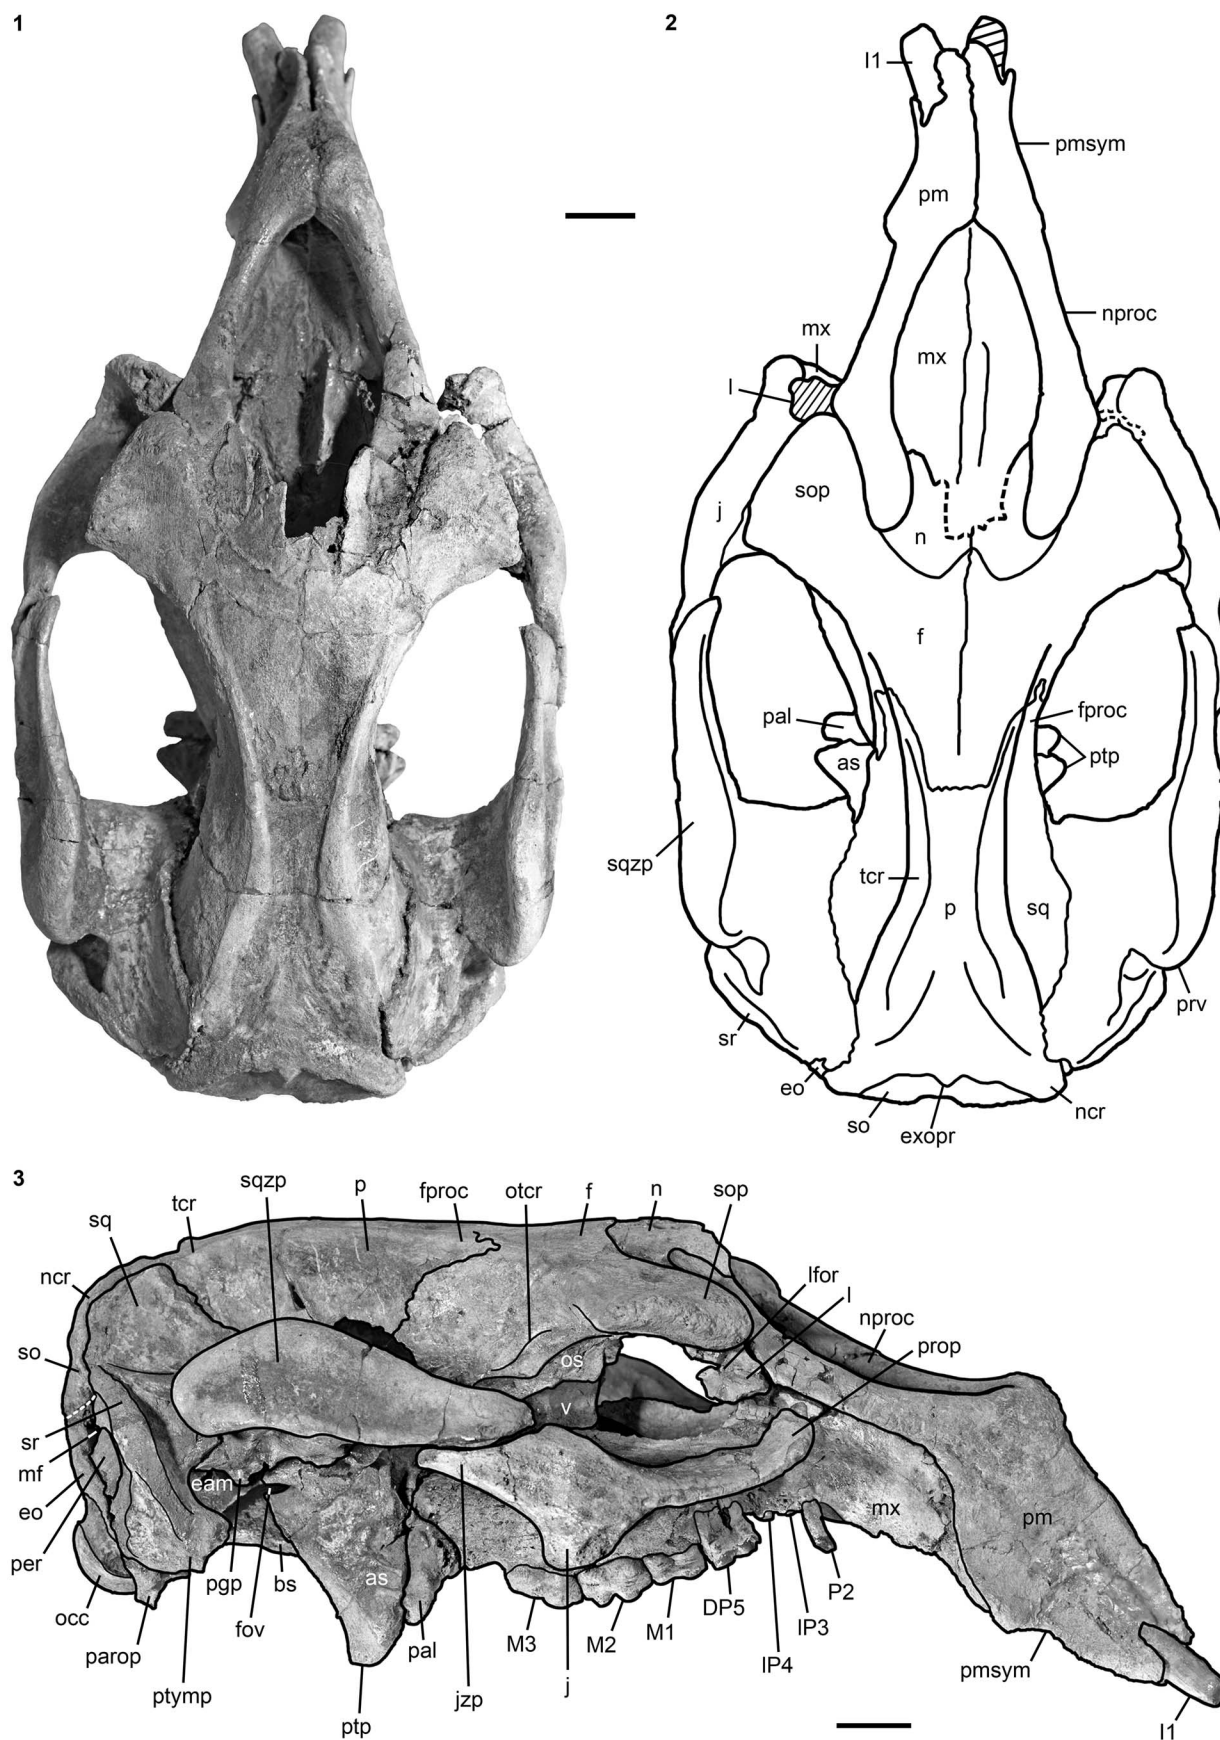 1
2
I1
pmsym
pm
nproc
mx
mx
l
j
sop
n
f
pal
fproc
as
ptp
sqzp
tcr
p
sq
prv
sr
eo
so
exopr
ncr
3
sqzp
p
fproc
otcr
f
n
sop
tcr
sq
ncr
lfor
l
nproc
prop
so
os
v
sr
mf
eo
eam
per
mx
pm
occ
parop
ptymp
pgp
fov
bs
as
ptp
pal
jzp
M3
j
M2
M1
DP5
lP4
lP3
P2
pmsym
I1